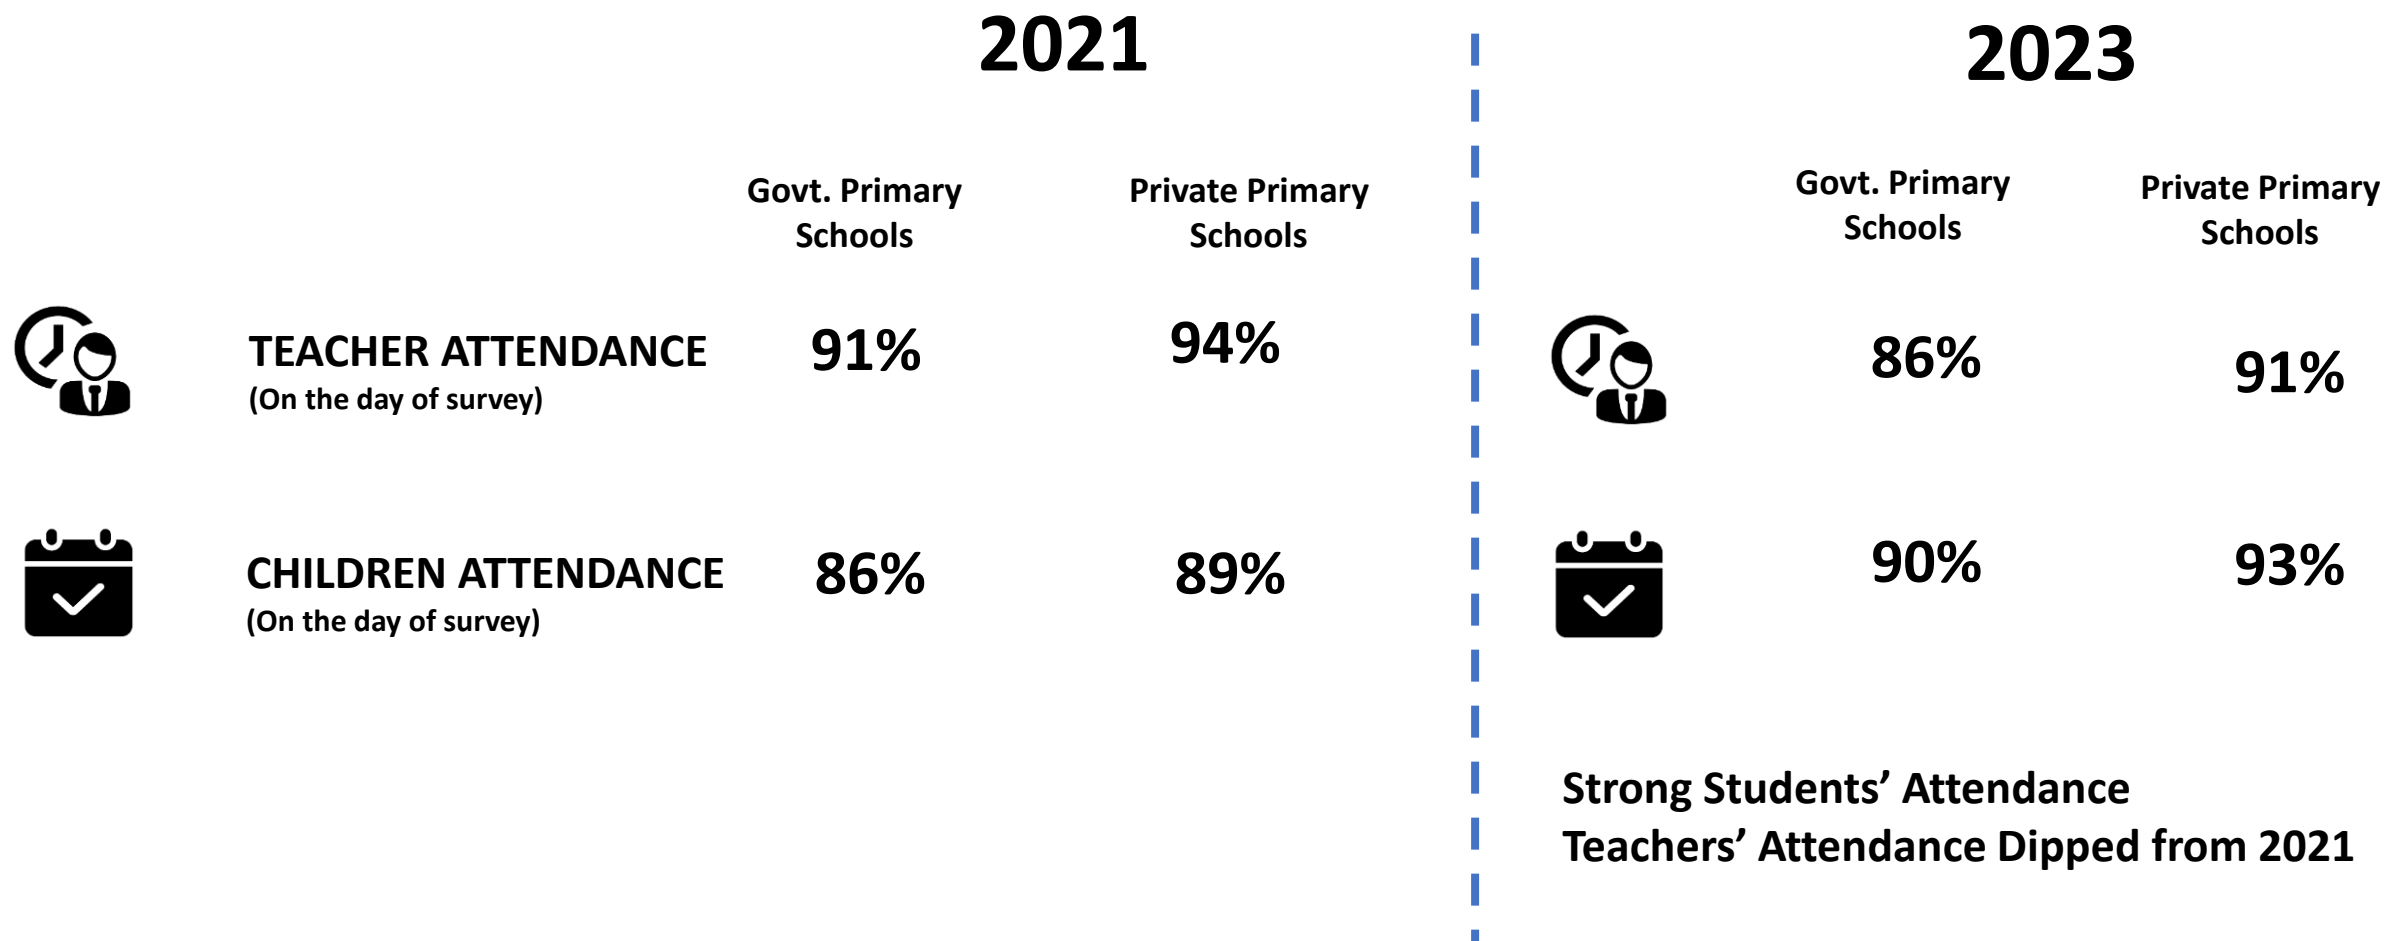 2021
Govt. Primary
Schools
Private Primary
Schools
TEACHER ATTENDANCE
(On the day of survey)
91%
94%
CHILDREN ATTENDANCE
(On the day of survey)
86%
89%
2023
Govt. Primary
Schools
Private Primary
Schools
86%
91%
90%
93%
Strong Students’ Attendance
Teachers’ Attendance Dipped from 2021